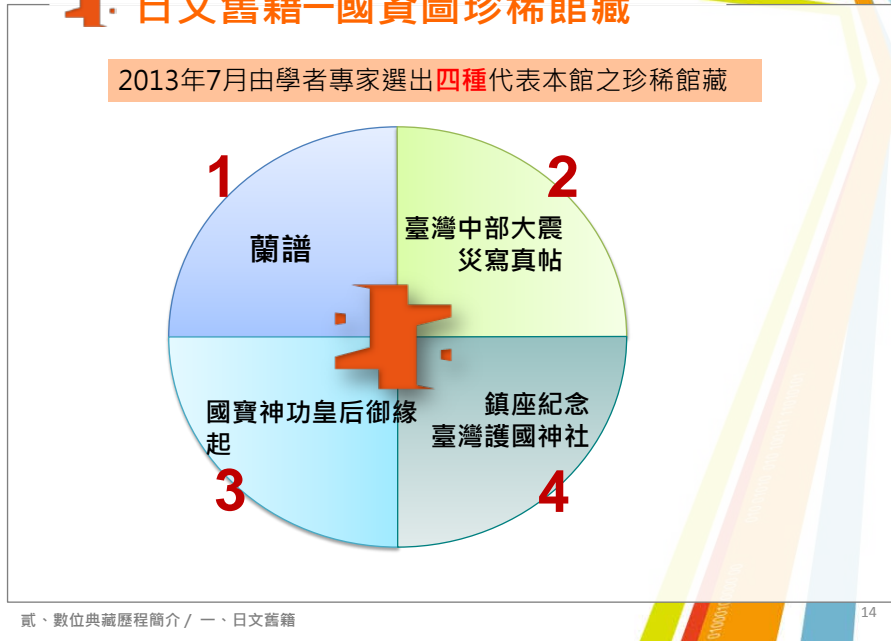 日文舊籍─國資圖珍稀館藏
2013年7月由學者專家選出四種代表本館之珍稀館藏
1
蘭譜
2
臺灣中部大震
災寫真帖
國寶神功皇后御緣
起
3
鎮座紀念
臺灣護國神社
4
貳、數位典藏歷程簡介 / 一、日文舊籍
14